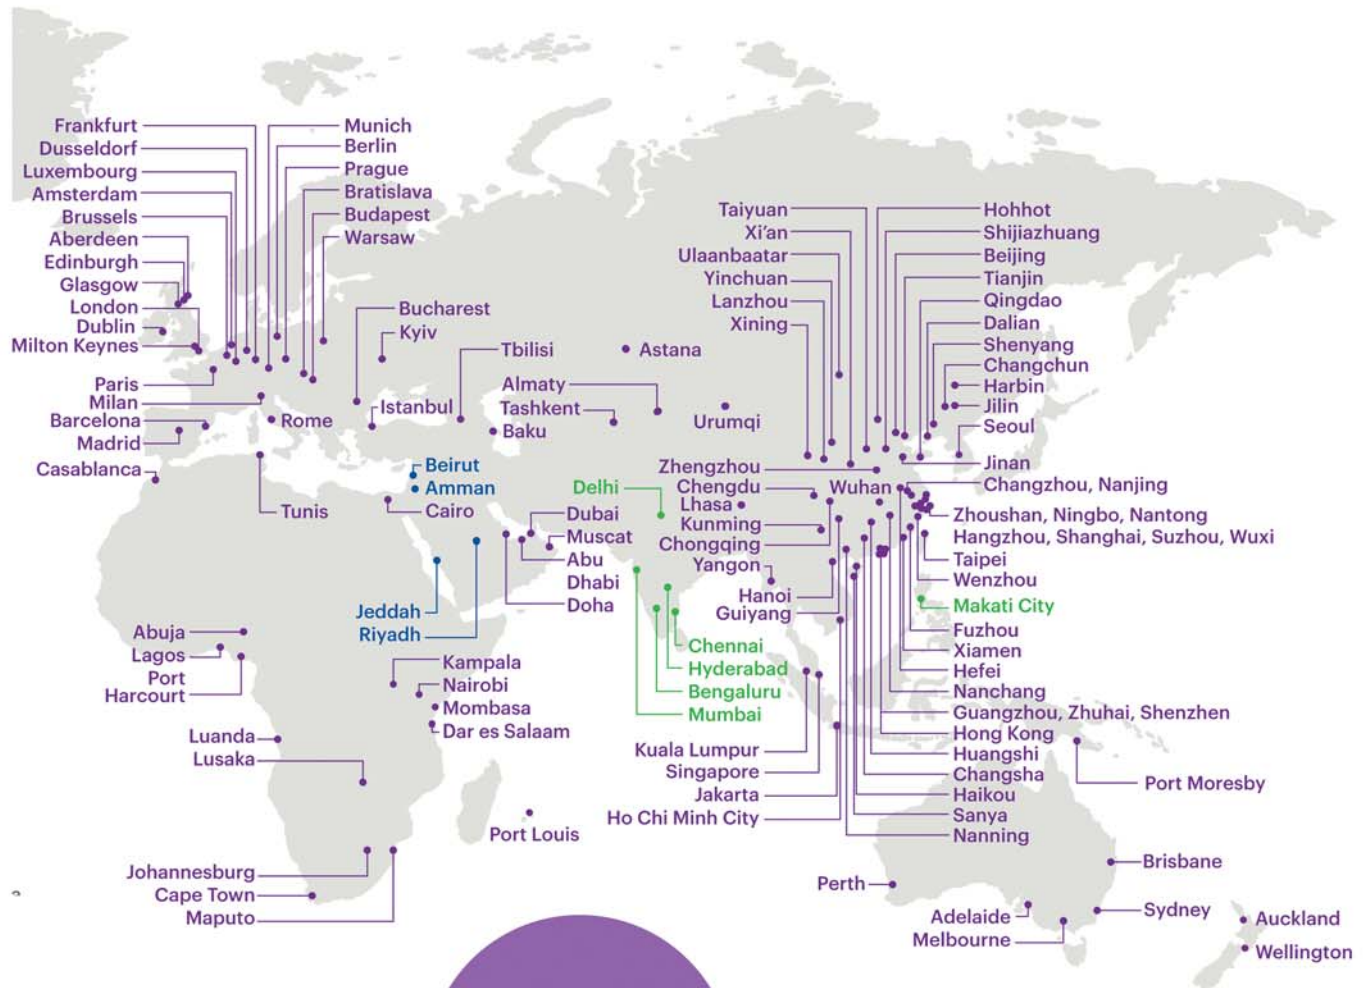 Frankfurt
Dusseldorf
Luxembourg
Amsterdam
Brussels
Aberdeen
Edinburgh
Glasgow
London
Dublin
Milton Keynes
Paris
Milan
Barcelona
Madrid
Casablanca
Munich
Berlin
Prague
Bratislava
Budapest
Warsaw
Bucharest
Kyiv
Tbilisi
Astana
Almaty
Tashkent
Istanbul
Rome
Baku
Urumqi
Beirut
Amman
Cairo
Tunis
Delhi
Dubai
Muscat
Abu
Dhabi
Doha
Jeddah
Riyadh
Abuja
Lagos
Port
Harcourt
Kampala
Nairobi
Mombasa
Dar es Salaam
Luanda
Lusaka
Port Louis
Johannesburg
Cape Town
Maputo
Chennai
Hyderabad
Bengaluru
Mumbai
Taiyuan
Xi'an
Ulaanbaatar
Yinchuan
Lanzhou
Xining
Zhengzhou
Chengdu
Wuhan
Lhasa
Kunming
Chongqing
Yangon
Hanoi
Guiyang
Kuala Lumpur
Singapore
Jakarta
Ho Chi Minh City
Hohhot
Shijiazhuang
Beijing
Tianjin
Qingdao
Dalian
Shenyang
Changchun
Harbin
Jilin
Seoul
Jinan
Changzhou, Nanjing
Zhoushan, Ningbo, Nantong
Hangzhou, Shanghai, Suzhou, Wuxi
Taipei
Wenzhou
Makati City
Fuzhou
Xiamen
Hefei
Nanchang
Guangzhou, Zhuhai, Shenzhen
Hong Kong
Huangshi
Changsha
Haikou
Sanya
Nanning
Port Moresby
Brisbane
Perth
Adelaide
Melbourne
Sydney
Auckland
Wellington